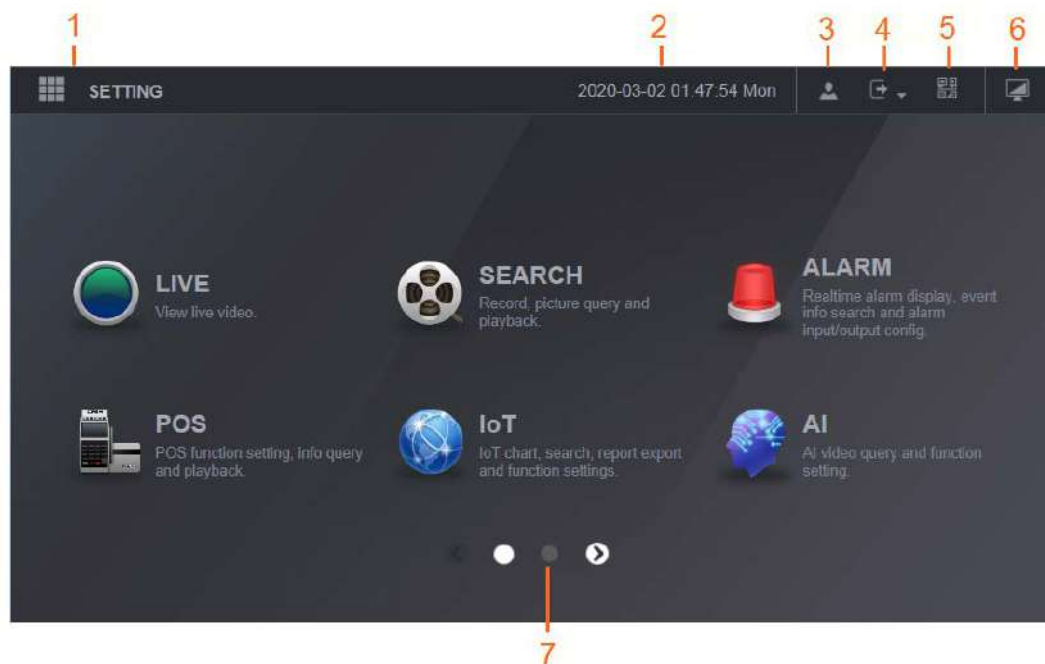 1 2 3 4 5 6
SETTING 2020-03-02 01:47:54 Mon
LIVE
View live video.
SEARCH
Record, picture query and
playback.
ALARM
Realtime alarm display, event
info search and alarm
input/output config.
POS
POS function setting, info query
and playback.
IoT
IoT chart, search, report export
and function settings.
AI
AI video query and function
setting.
7